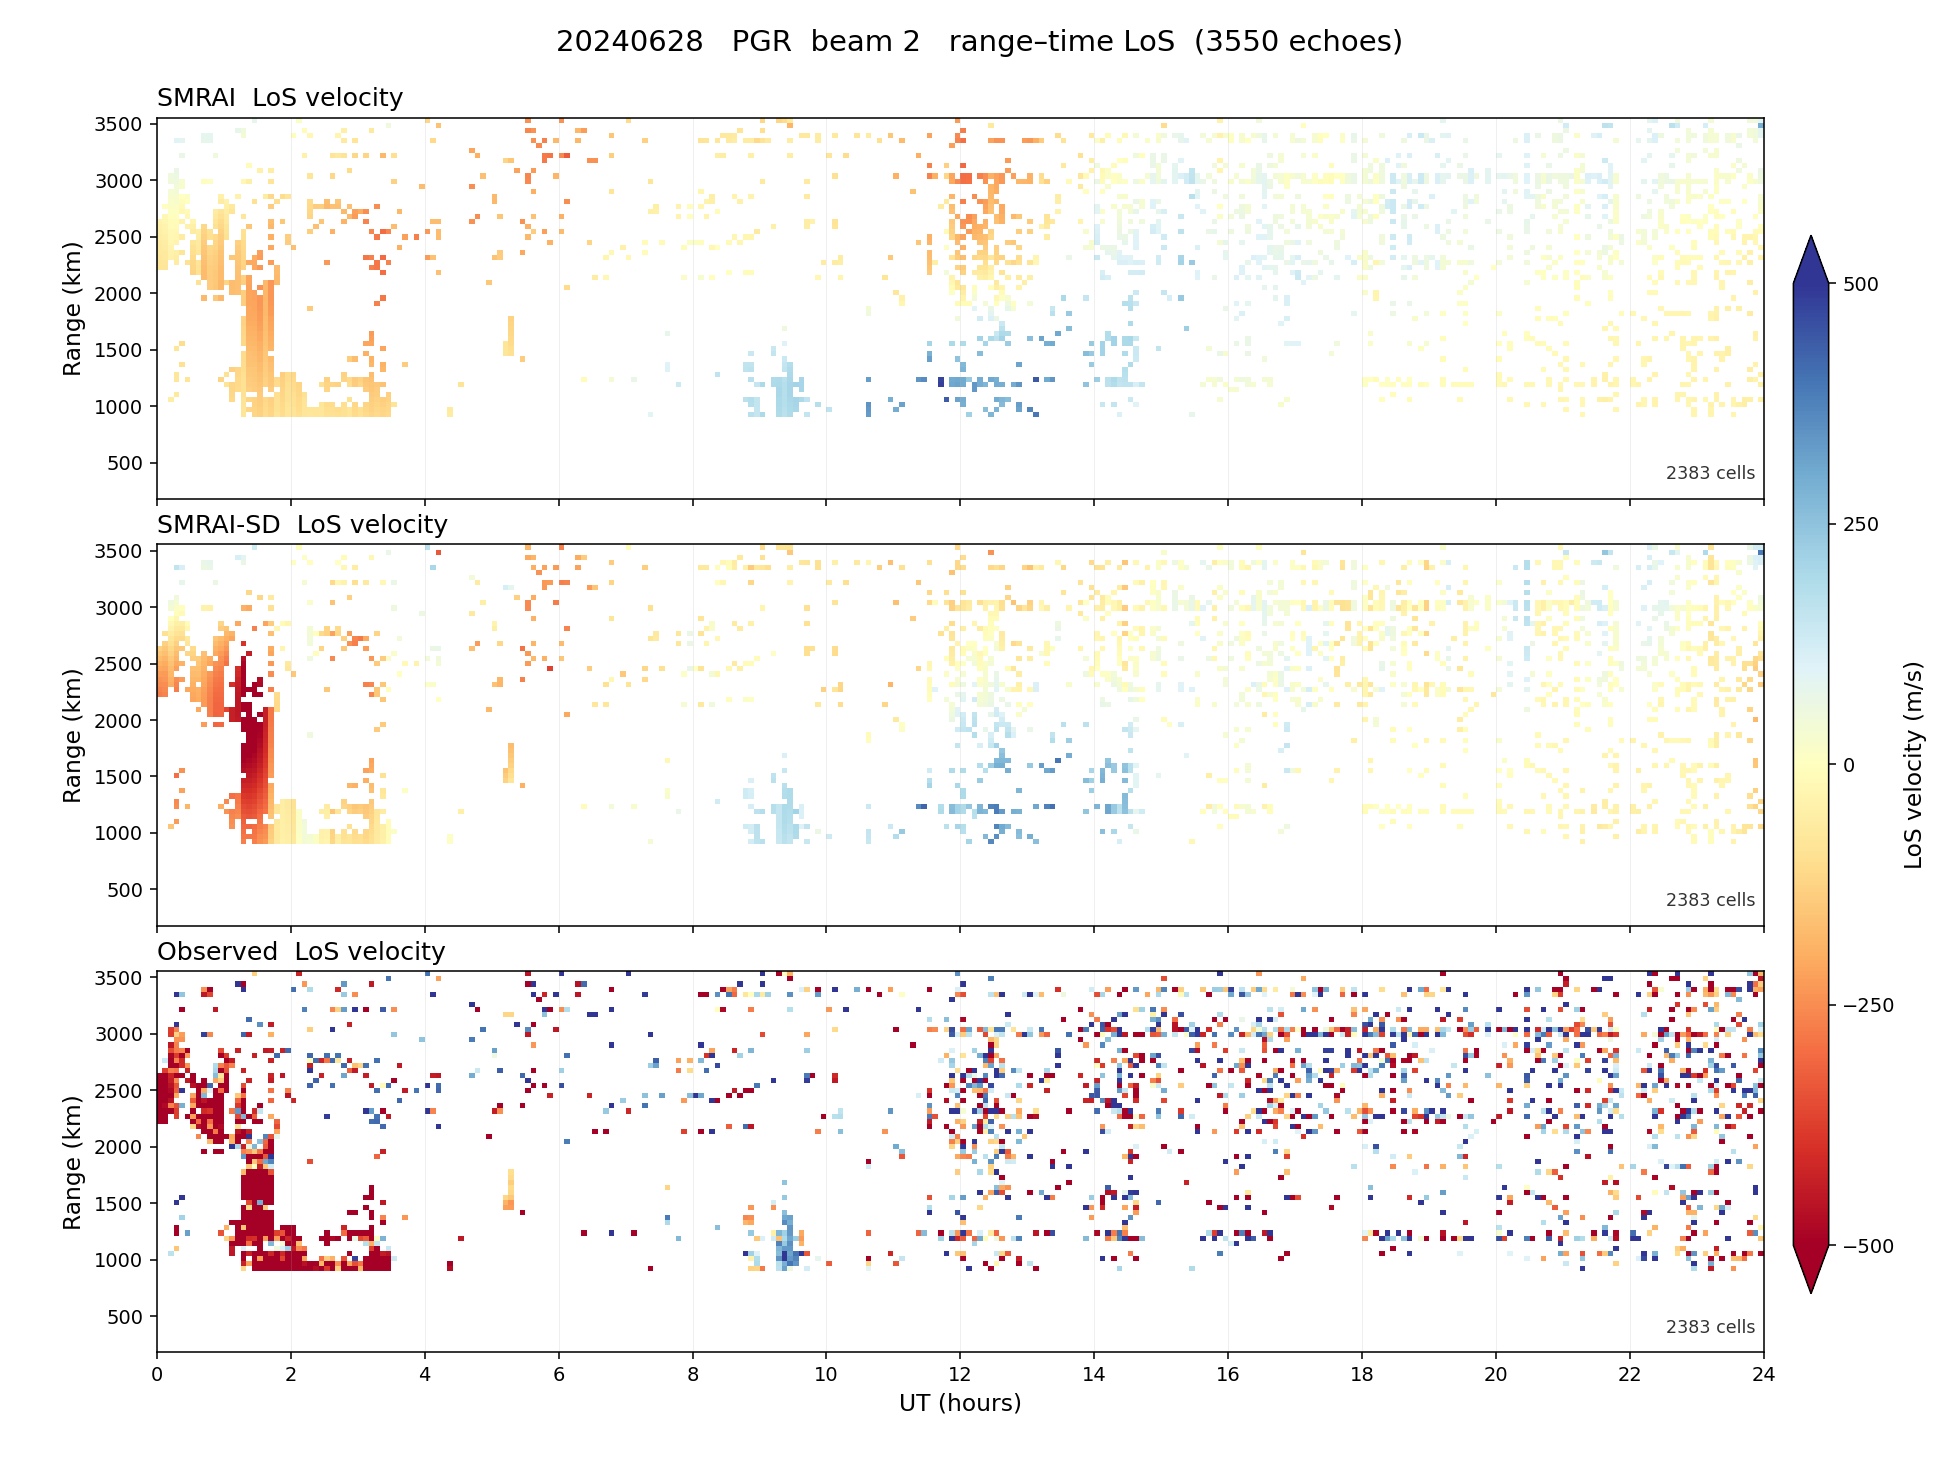 20240628   PGR  beam 2   range–time LoS  (3550 echoes)
SMRAI  LoS velocity
3500
3000
2500
2000
1500
1000
500
Range (km)
2383 cells
SMRAI-SD  LoS velocity
3500
3000
2500
2000
1500
1000
500
Range (km)
2383 cells
Observed  LoS velocity
3500
3000
2500
2000
1500
1000
500
Range (km)
2383 cells
0 2 4 6 8 10 12 14 16 18 20 22 24
UT (hours)
500
250
0
−250
−500
LoS velocity (m/s)